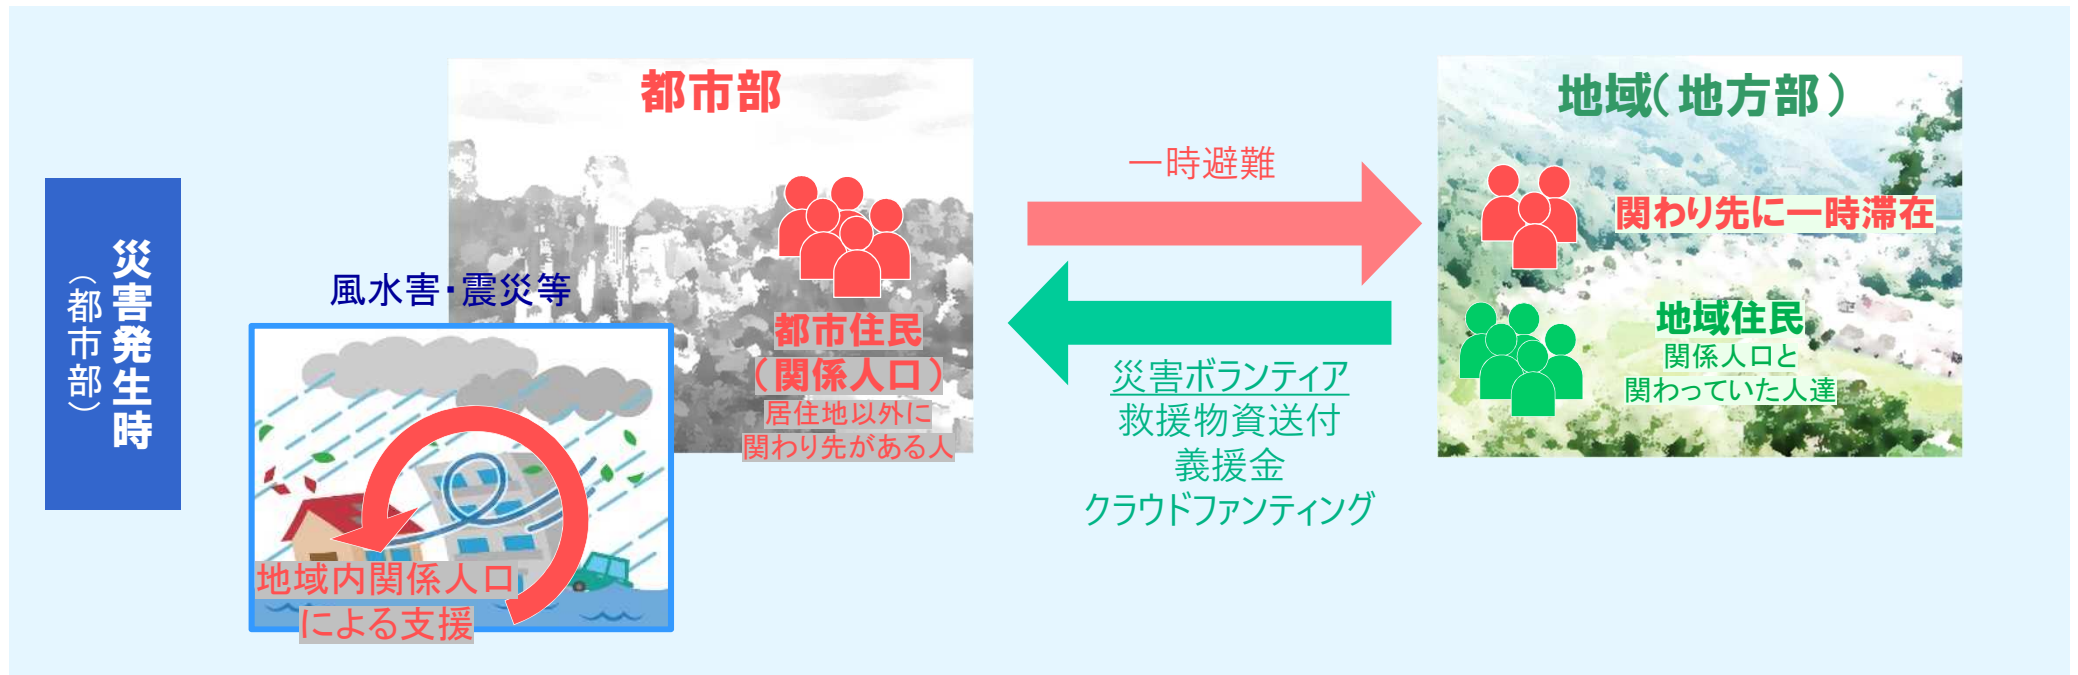 災害発生時
（都市部）
都市部
風水害・震災等
都市住民
（関係人口）
居住地以外に
関わり先がある人
地域内関係人口
による支援
一時避難
災害ボランティア
救援物資送付
義援金
クラウドファンティング
地域（地方部）
関わり先に一時滞在
地域住民
関係人口と
関わっていた人達